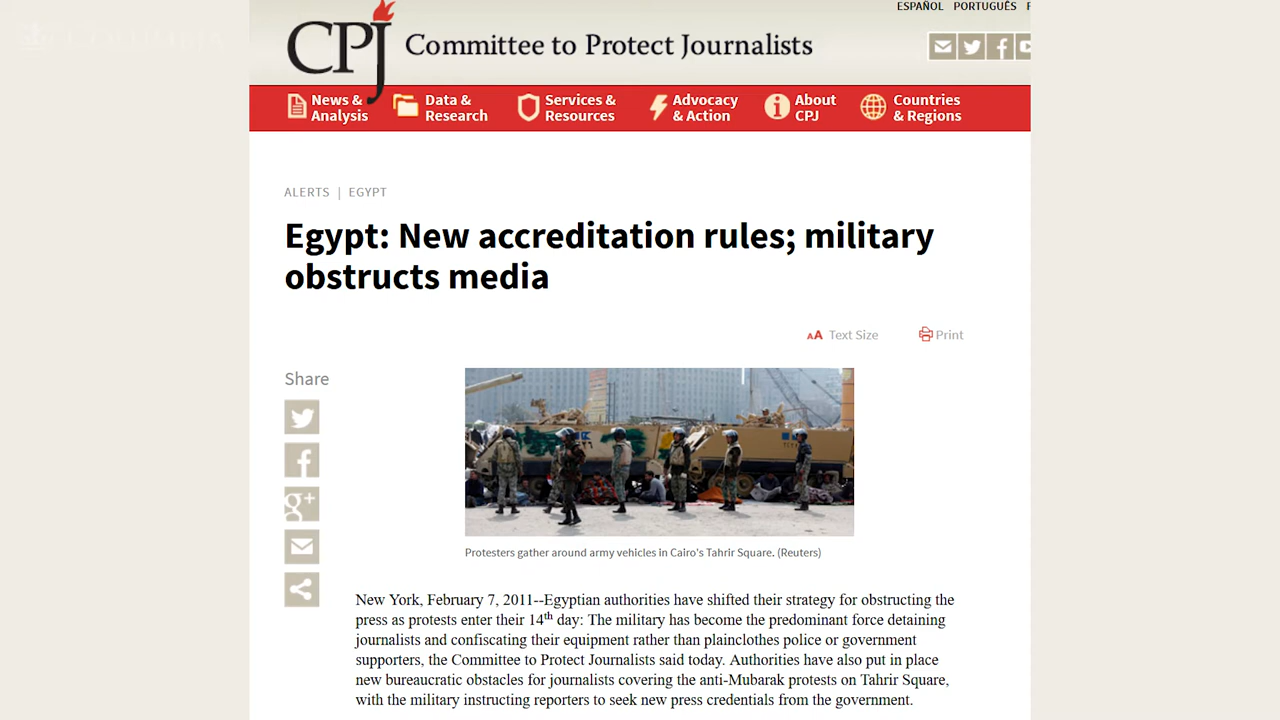 ESPAÑOL PORTUGUÊS F
CPJ Committee to Protect Journalists
News & Analysis
Data & Research
Services & Resources
Advocacy & Action
About CPJ
Countries & Regions
ALERTS | EGYPT
Egypt: New accreditation rules; military
obstructs media
AA Text Size
Print
Share
g+
Protesters gather around army vehicles in Cairo's Tahrir Square. (Reuters)
New York, February 7, 2011--Egyptian authorities have shifted their strategy for obstructing the
press as protests enter their 14th day: The military has become the predominant force detaining
journalists and confiscating their equipment rather than plainclothes police or government
supporters, the Committee to Protect Journalists said today. Authorities have also put in place
new bureaucratic obstacles for journalists covering the anti-Mubarak protests on Tahrir Square,
with the military instructing reporters to seek new press credentials from the government.